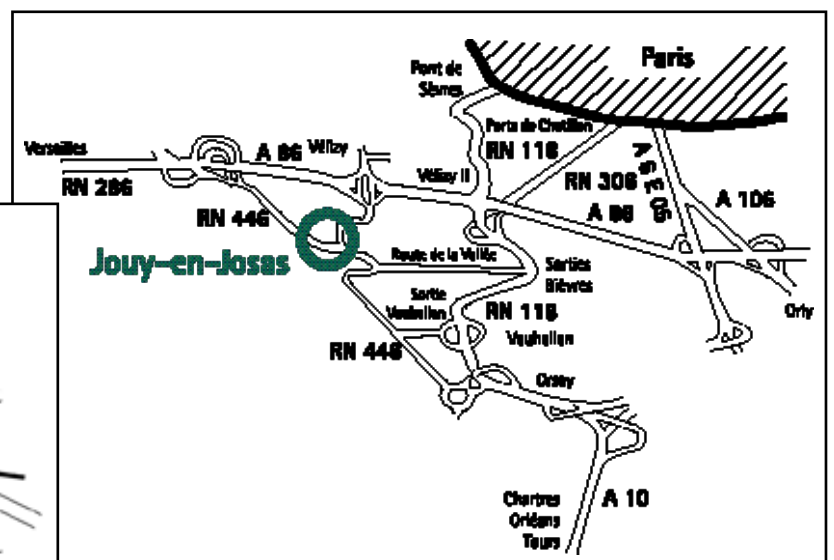 Paris
Pont de
Sèvres
Porte de Chatillon
Versailles
A 86
Vélizy
RN 118
Vélizy II
RN 286
RN 306
A 106
RN 446
A 86
Jouy-en-Josas
Route de la Vallée
Sorties
Bièvres
Sortie
Vauhallan
RN 118
Orly
Vauhallan
RN 446
Orsay
Chartres
Orléans
Tours
A 10